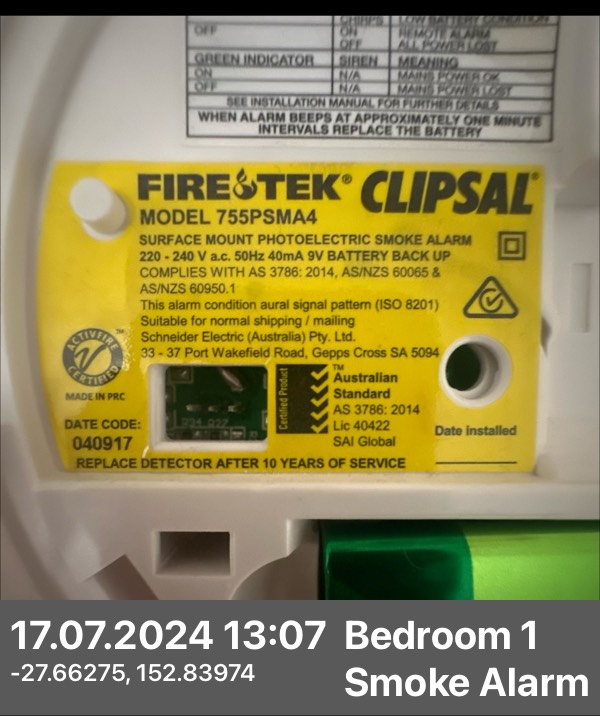 CHIRPS LOW BATTERY CONDITION
OFF ON REMOTE ALARM
OFF ALL POWER LOST
GREEN INDICATOR SIREN MEANING
ON N/A MAINS POWER OK
OFF N/A MAINS POWER LOST
SEE INSTALLATION MANUAL FOR FURTHER DETAILS
WHEN ALARM BEEPS AT APPROXIMATELY ONE MINUTE
INTERVALS REPLACE THE BATTERY
FIRETEK® CLIPSAL®
MODEL 755PSMA4
SURFACE MOUNT PHOTOELECTRIC SMOKE ALARM
220 - 240 V a.c. 50Hz 40mA 9V BATTERY BACK UP
COMPLIES WITH AS 3786: 2014, AS/NZS 60065 &
AS/NZS 60950.1
This alarm condition aural signal pattern (ISO 8201)
Suitable for normal shipping / mailing
Schneider Electric (Australia) Pty. Ltd.
33 - 37 Port Wakefield Road, Gepps Cross SA 5094
ACTIVFIRE
CERTIFIED
TM
MADE IN PRC
DATE CODE:
040917
Certified Product
TM
Australian
Standard
AS 3786: 2014
Lic 40422
SAI Global
Date installed
REPLACE DETECTOR AFTER 10 YEARS OF SERVICE
17.07.2024 13:07
-27.66275, 152.83974
Bedroom 1
Smoke Alarm